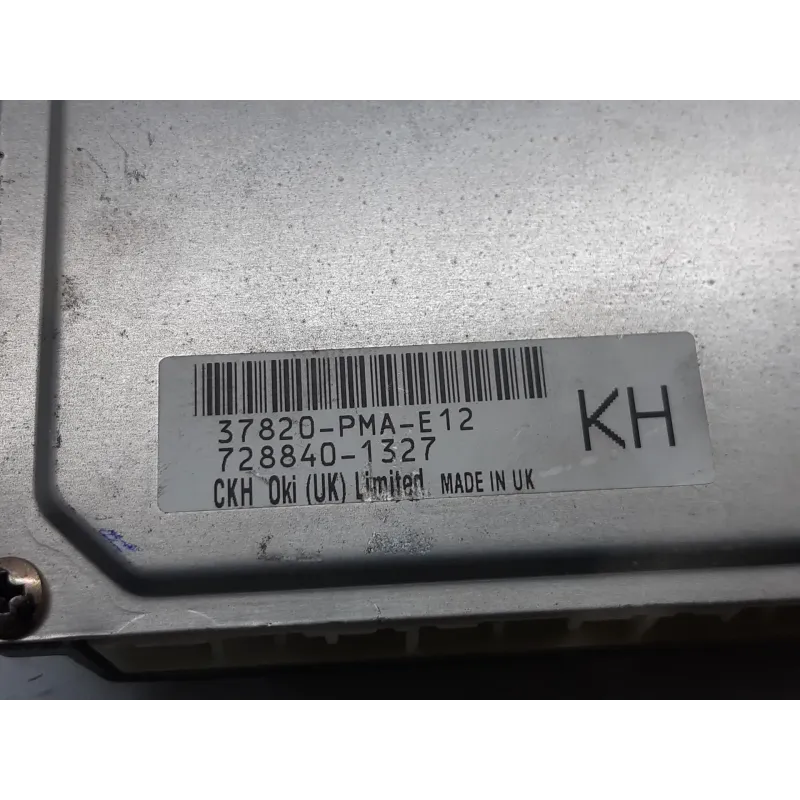 37820-PMA-E12
728840-1327
CKH Oki (UK) Limited MADE IN UK
KH